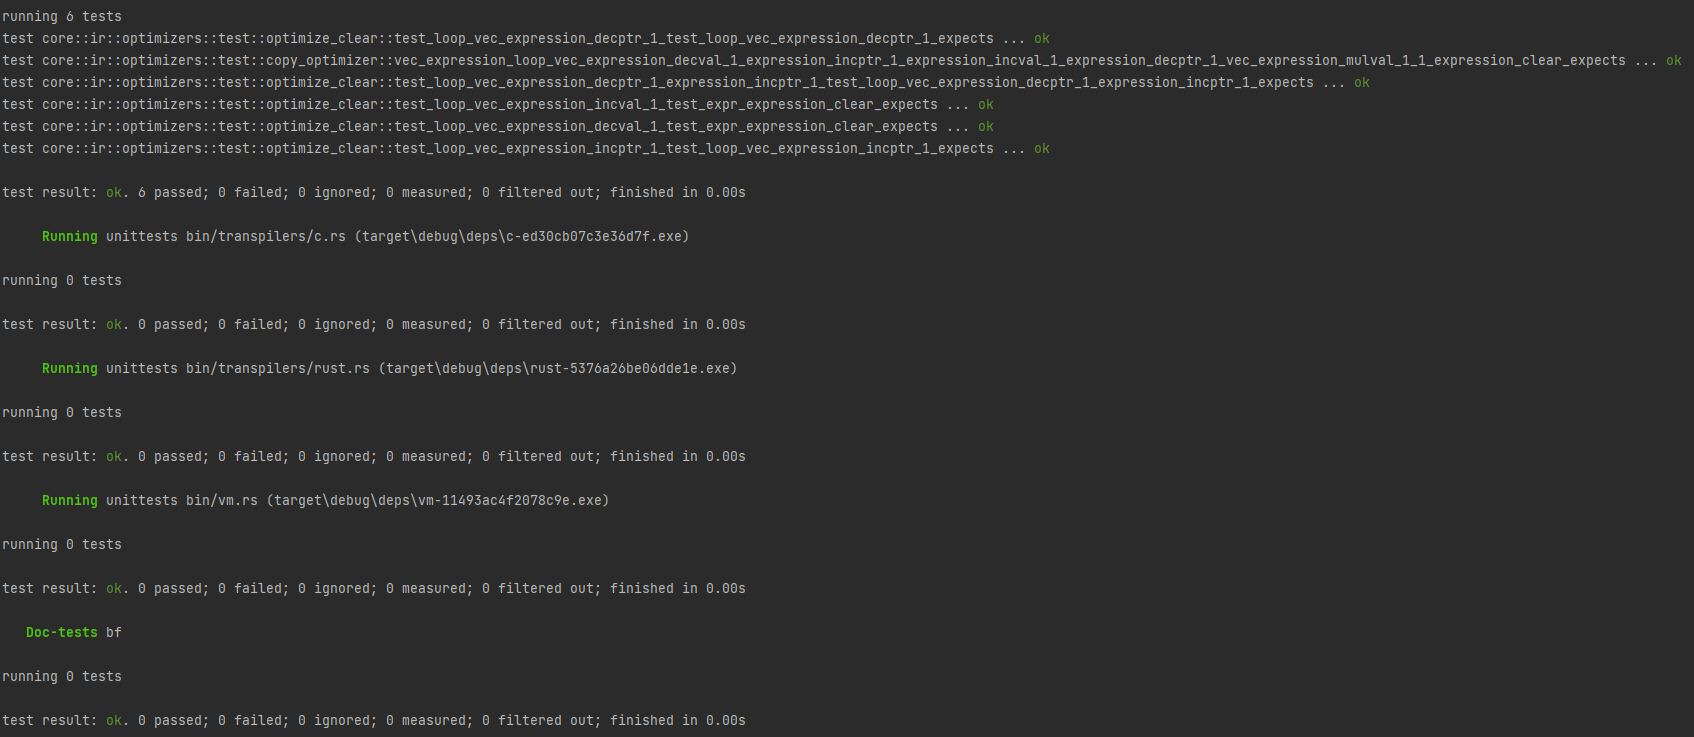 running 6 tests
test core::ir::optimizers::test::optimize_clear::test_loop_vec_expression_decptr_1_test_loop_vec_expression_decptr_1_expects ... ok
test core::ir::optimizers::test::copy_optimizer::vec_expression_loop_vec_expression_decval_1_expression_incptr_1_expression_incval_1_expression_decptr_1_vec_expression_mulval_1_1_expression_clear_expects ... ok
test core::ir::optimizers::test::optimize_clear::test_loop_vec_expression_decptr_1_expression_incptr_1_test_loop_vec_expression_decptr_1_expression_incptr_1_expects ... ok
test core::ir::optimizers::test::optimize_clear::test_loop_vec_expression_incval_1_test_expr_expression_clear_expects ... ok
test core::ir::optimizers::test::optimize_clear::test_loop_vec_expression_decval_1_test_expr_expression_clear_expects ... ok
test core::ir::optimizers::test::optimize_clear::test_loop_vec_expression_incptr_1_test_loop_vec_expression_incptr_1_expects ... ok
test result: ok. 6 passed; 0 failed; 0 ignored; 0 measured; 0 filtered out; finished in 0.00s
Running unittests bin/transpilers/c.rs (target\debug\deps\c-ed30cb07c3e36d7f.exe)
running 0 tests
test result: ok. 0 passed; 0 failed; 0 ignored; 0 measured; 0 filtered out; finished in 0.00s
Running unittests bin/transpilers/rust.rs (target\debug\deps\rust-5376a26be06dde1e.exe)
running 0 tests
test result: ok. 0 passed; 0 failed; 0 ignored; 0 measured; 0 filtered out; finished in 0.00s
Running unittests bin/vm.rs (target\debug\deps\vm-11493ac4f2078c9e.exe)
running 0 tests
test result: ok. 0 passed; 0 failed; 0 ignored; 0 measured; 0 filtered out; finished in 0.00s
Doc-tests bf
running 0 tests
test result: ok. 0 passed; 0 failed; 0 ignored; 0 measured; 0 filtered out; finished in 0.00s